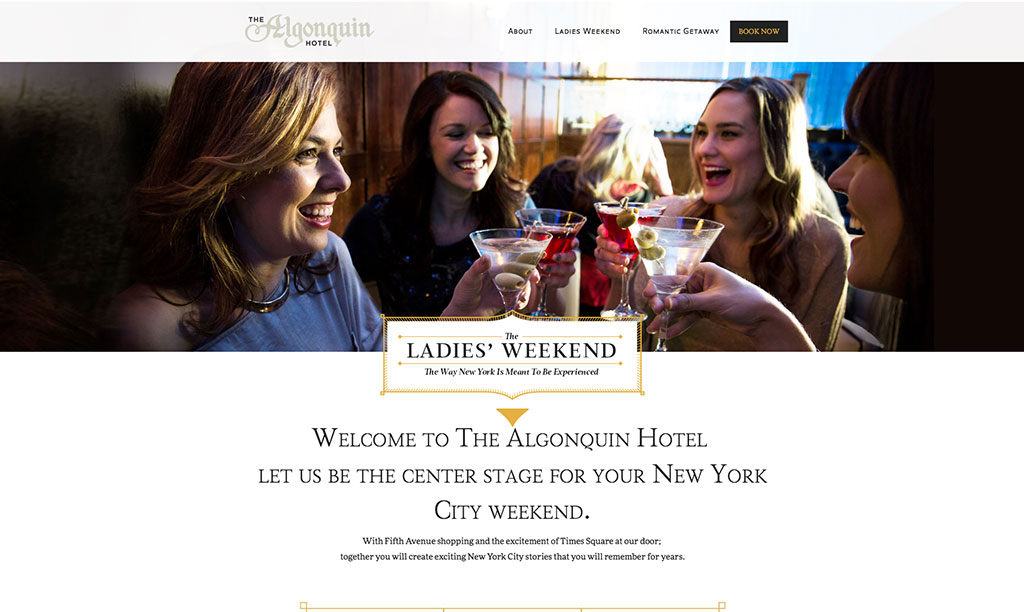 THE
Algonquin
HOTEL
About Ladies Weekend Romantic Getaway BOOK NOW
The
LADIES' WEEKEND
The Way New York Is Meant To Be Experienced
Welcome to The Algonquin Hotel
let us be the center stage for your New York
City weekend.
With Fifth Avenue shopping and the excitement of Times Square at our door;
together you will create exciting New York City stories that you will remember for years.